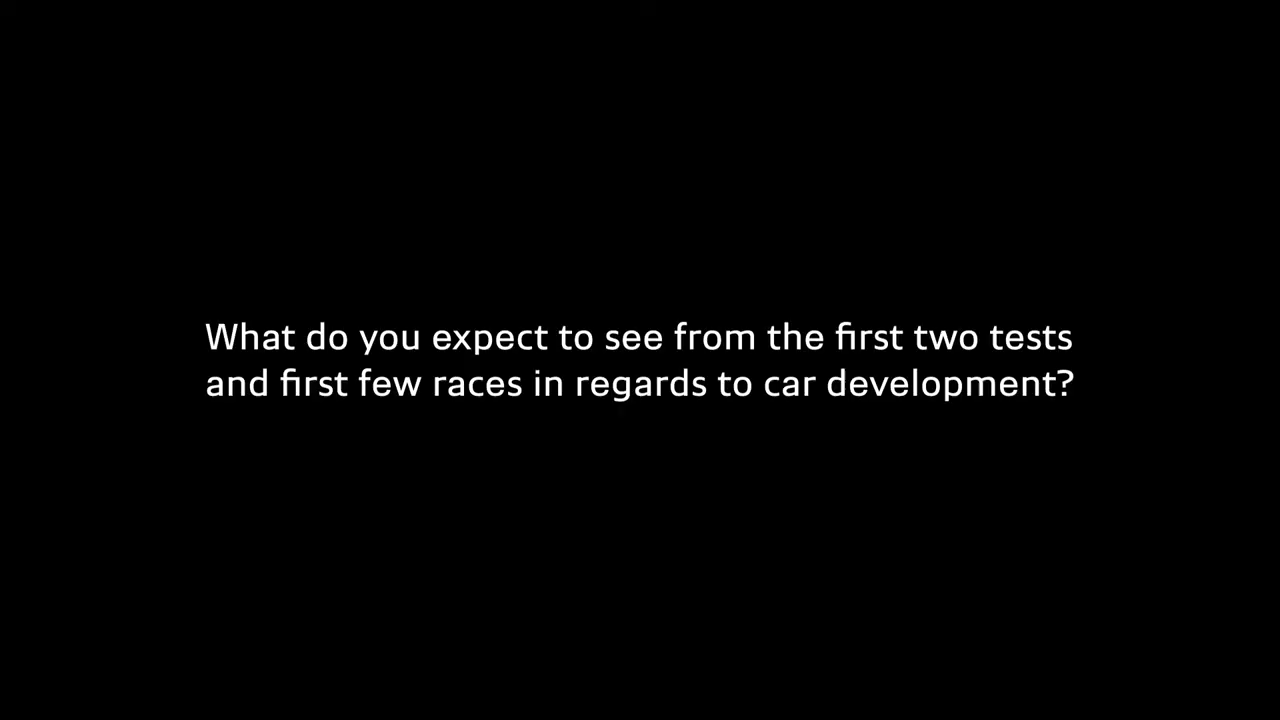 What do you expect to see from the first two tests
and first few races in regards to car development?